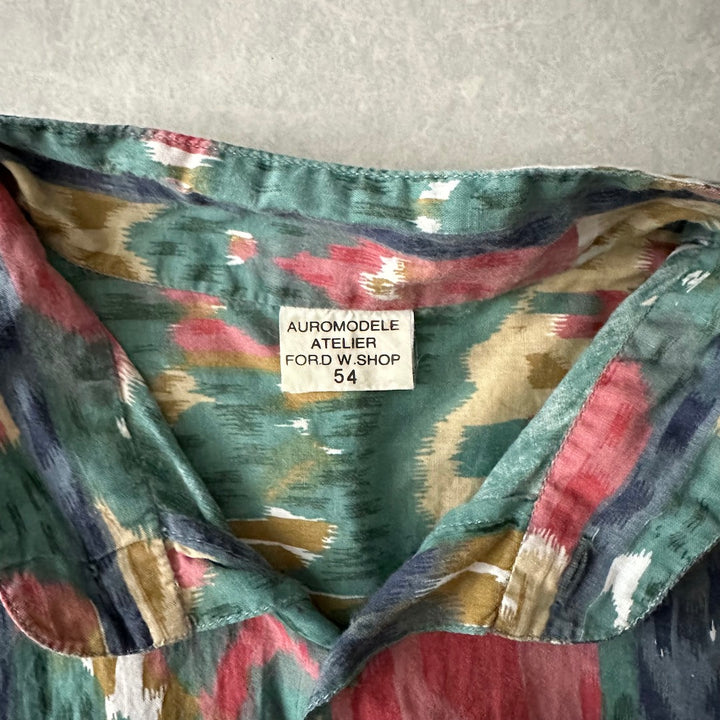 AUROMODELE
ATELIER
FOR.D W.SHOP
54